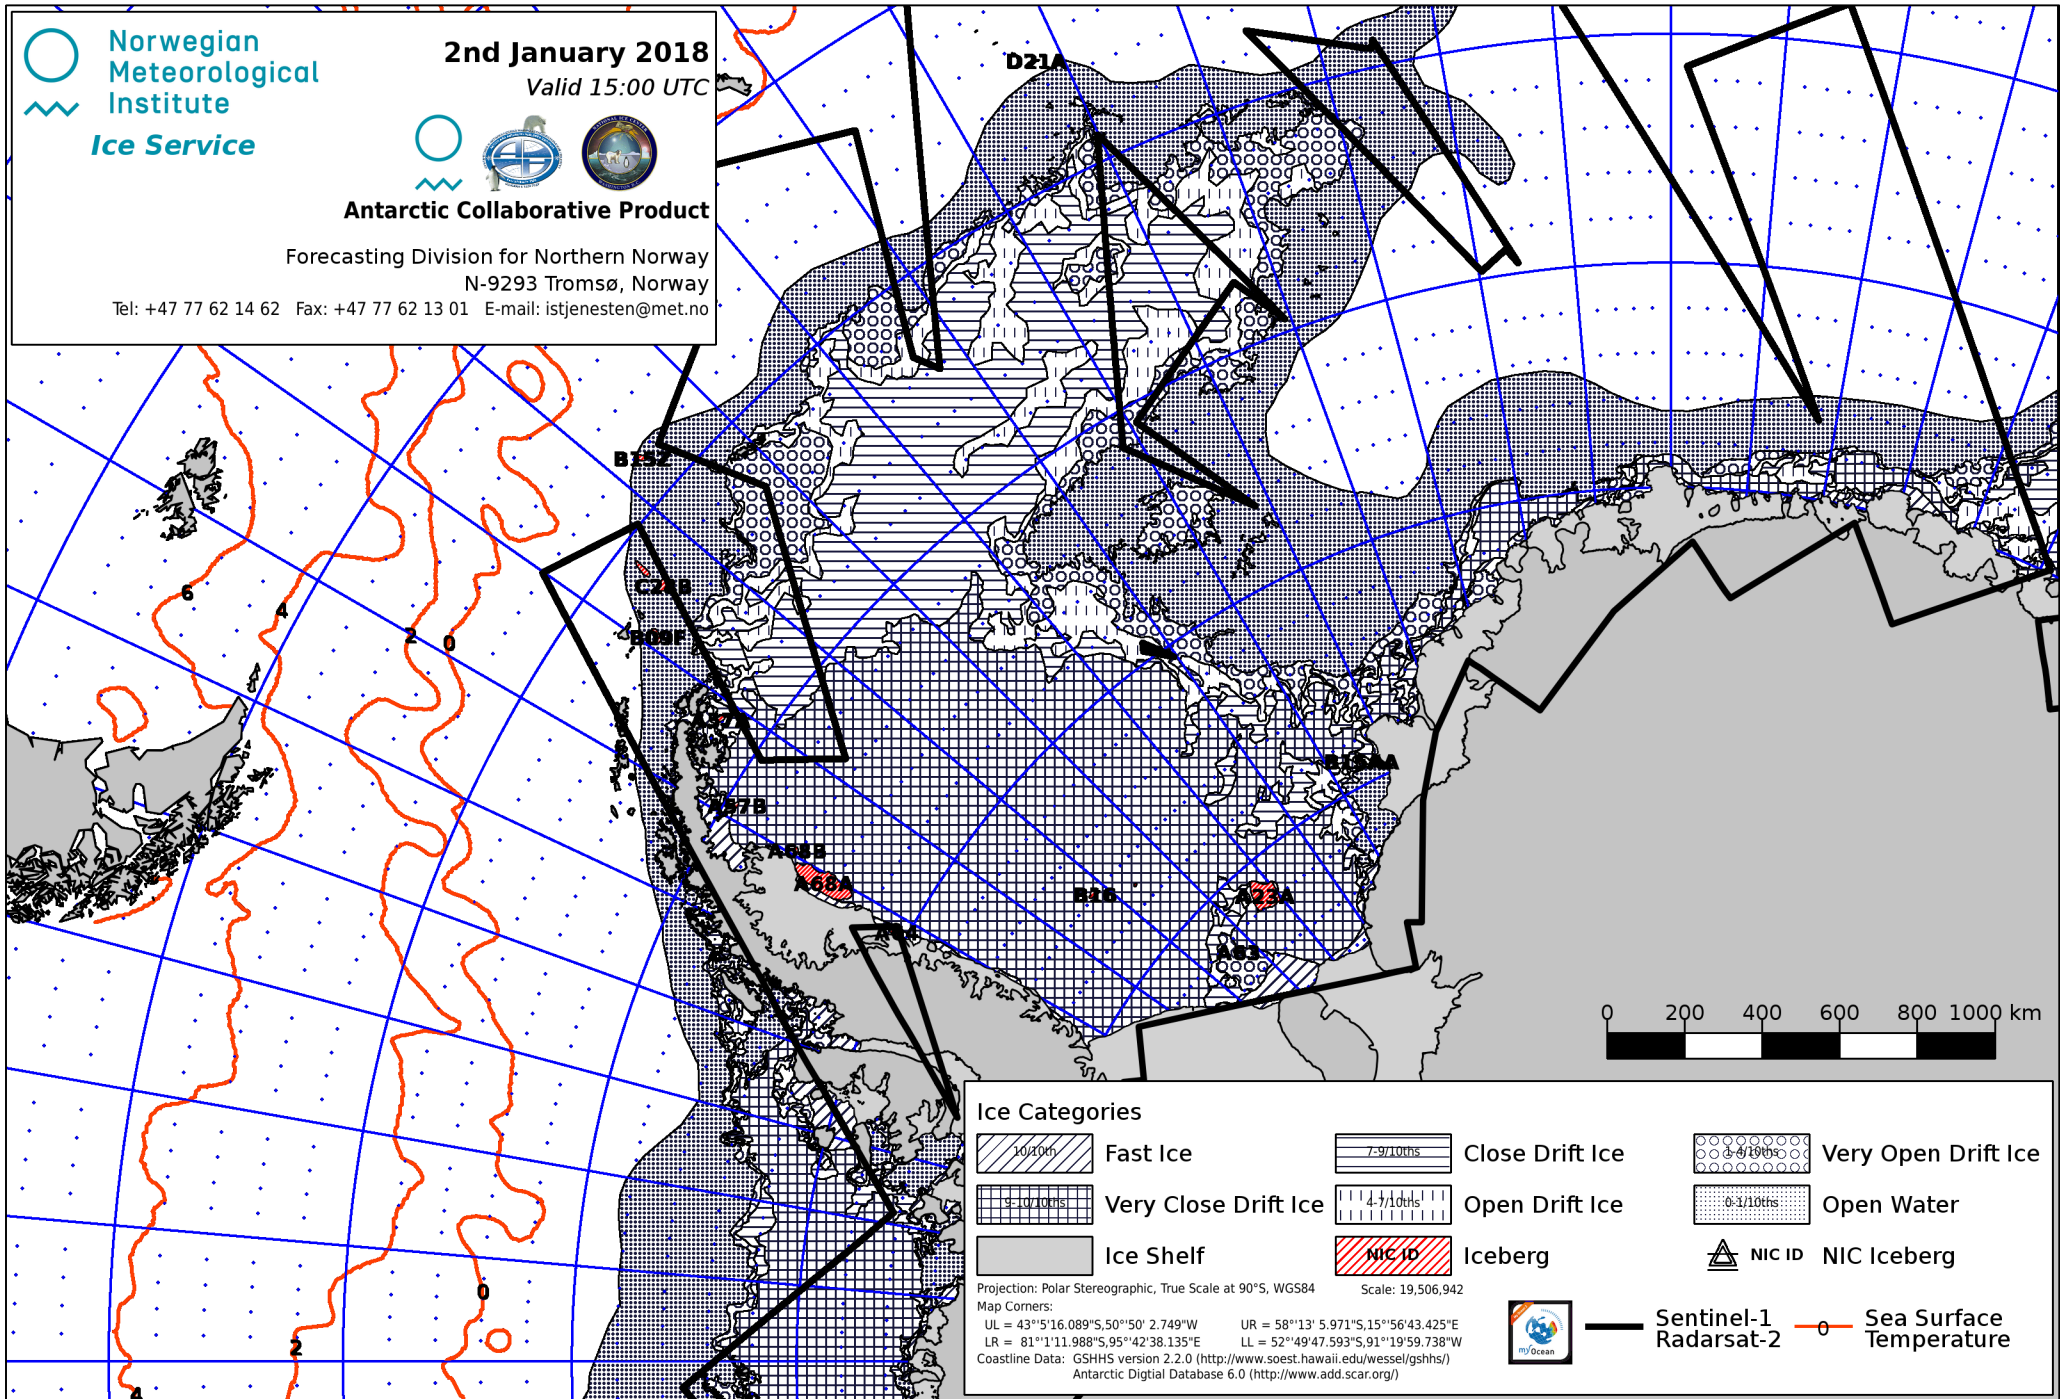 Norwegian
Meteorological
Institute
Ice Service
2nd January 2018
Valid 15:00 UTC
Antarctic Collaborative Product
Forecasting Division for Northern Norway
N-9293 Tromsø, Norway
Tel: +47 77 62 14 62 Fax: +47 77 62 13 01 E-mail: istjenesten@met.no
D21A
B15Z
C28B
B09F
6
4
2
0
A57A
B15AA
A57B
A68B
A68A
B16
A23A
A64
A63
0 200 400 600 800 1000 km
0
2
4
Ice Categories
10/10th Fast Ice
7-9/10ths Close Drift Ice
1-4/10ths Very Open Drift Ice
9-10/10ths Very Close Drift Ice
4-7/10ths Open Drift Ice
0-1/10ths Open Water
Ice Shelf
NIC ID Iceberg
NIC ID NIC Iceberg
Projection: Polar Stereographic, True Scale at 90°S, WGS84 Scale: 19,506,942
Map Corners:
UL = 43°'5'16.089"S,50°'50' 2.749"W UR = 58°'13' 5.971"S,15°'56'43.425"E
LR = 81°'1'11.988"S,95°'42'38.135"E LL = 52°'49'47.593"S,91°'19'59.738"W
Coastline Data: GSHHS version 2.2.0 (http://www.soest.hawaii.edu/wessel/gshhs/)
Antarctic Digtial Database 6.0 (http://www.add.scar.org/)
myOcean
Sentinel-1
Radarsat-2
0
Sea Surface
Temperature